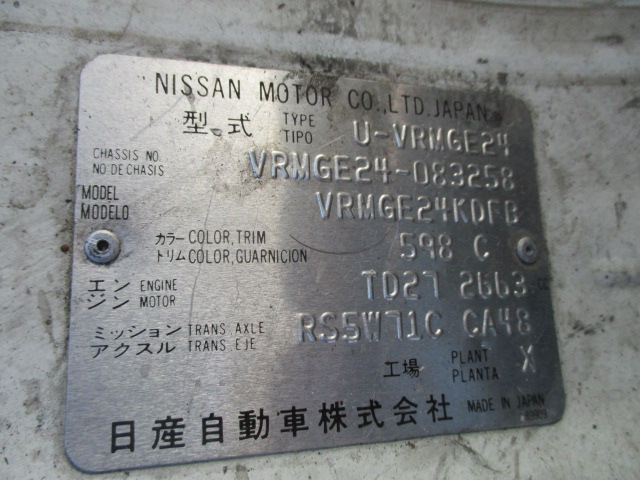 NISSAN MOTOR CO.,LTD.JAPAN
型式 TYPE TIPO U-VRMGE24
CHASSIS NO. NO DE CHASIS VRMGE24-083258
MODEL MODELO VRMGE24KDFB
カラー COLOR,TRIM トリム COLOR,GUARNICION 598 C
エンジン ENGINE MOTOR TD27 2663 cc
ミッション TRANS. AXLE アクスル TRANS. EJE RS5W71C CA48
工場 PLANT PLANTA X
日産自動車株式会社 MADE IN JAPAN